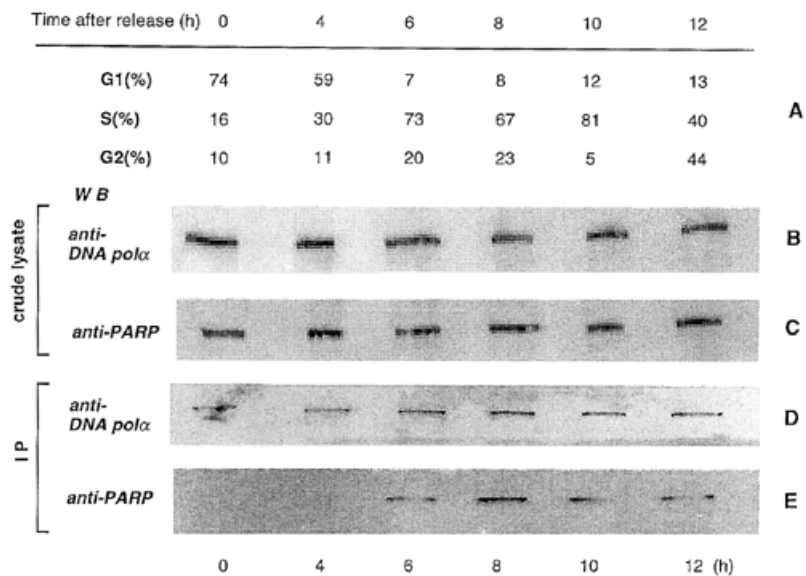 Time after release (h) 0 4 6 8 10 12
G1(%) 74 59 7 8 12 13
A
S(%) 16 30 73 67 81 40
G2(%) 10 11 20 23 5 44
W B
crude lysate
anti-
DNA polα
B
anti-PARP
C
I P
anti-
DNA polα
D
anti-PARP
E
0 4 6 8 10 12 (h)